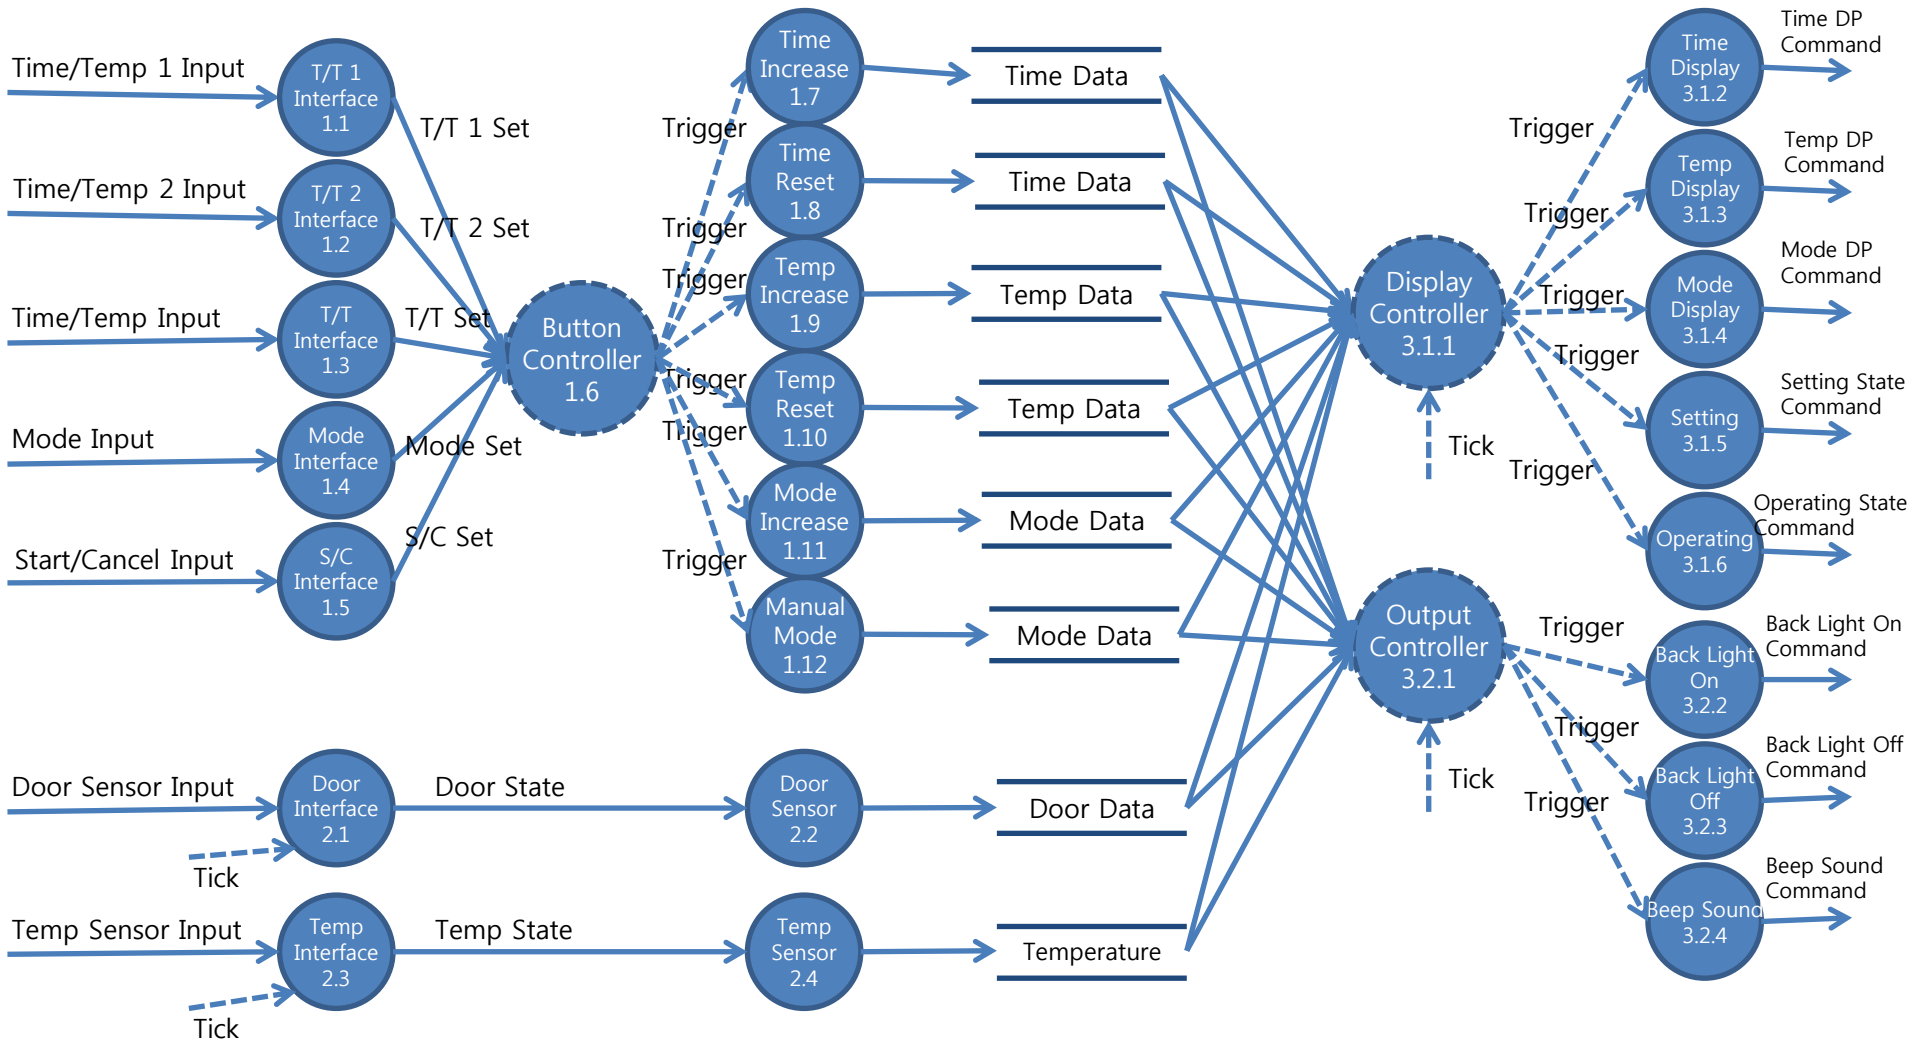 Time/Temp 1 Input
T/T 1
Interface
1.1
T/T 1 Set
Time/Temp 2 Input
T/T 2
Interface
1.2
T/T 2 Set
Time/Temp Input
T/T
Interface
1.3
T/T Set
Mode Input
Mode
Interface
1.4
Mode Set
Start/Cancel Input
S/C
Interface
1.5
S/C Set
Button
Controller
1.6
Trigger
Trigger
Trigger
Trigger
Trigger
Trigger
Time
Increase
1.7
Time
Reset
1.8
Temp
Increase
1.9
Temp
Reset
1.10
Mode
Increase
1.11
Manual
Mode
1.12
Time Data
Time Data
Temp Data
Temp Data
Mode Data
Mode Data
Door Sensor Input
Door
Interface
2.1
Tick
Door State
Door
Sensor
2.2
Door Data
Temp Sensor Input
Temp
Interface
2.3
Tick
Temp State
Temp
Sensor
2.4
Temperature
Display
Controller
3.1.1
Tick
Output
Controller
3.2.1
Tick
Trigger
Trigger
Trigger
Trigger
Trigger
Time
Display
3.1.2
Time DP
Command
Temp
Display
3.1.3
Temp DP
Command
Mode
Display
3.1.4
Mode DP
Command
Setting
3.1.5
Setting State
Command
Operating
3.1.6
Operating State
Command
Trigger
Trigger
Trigger
Back Light
On
3.2.2
Back Light On
Command
Back Light
Off
3.2.3
Back Light Off
Command
Beep Sound
3.2.4
Beep Sound
Command